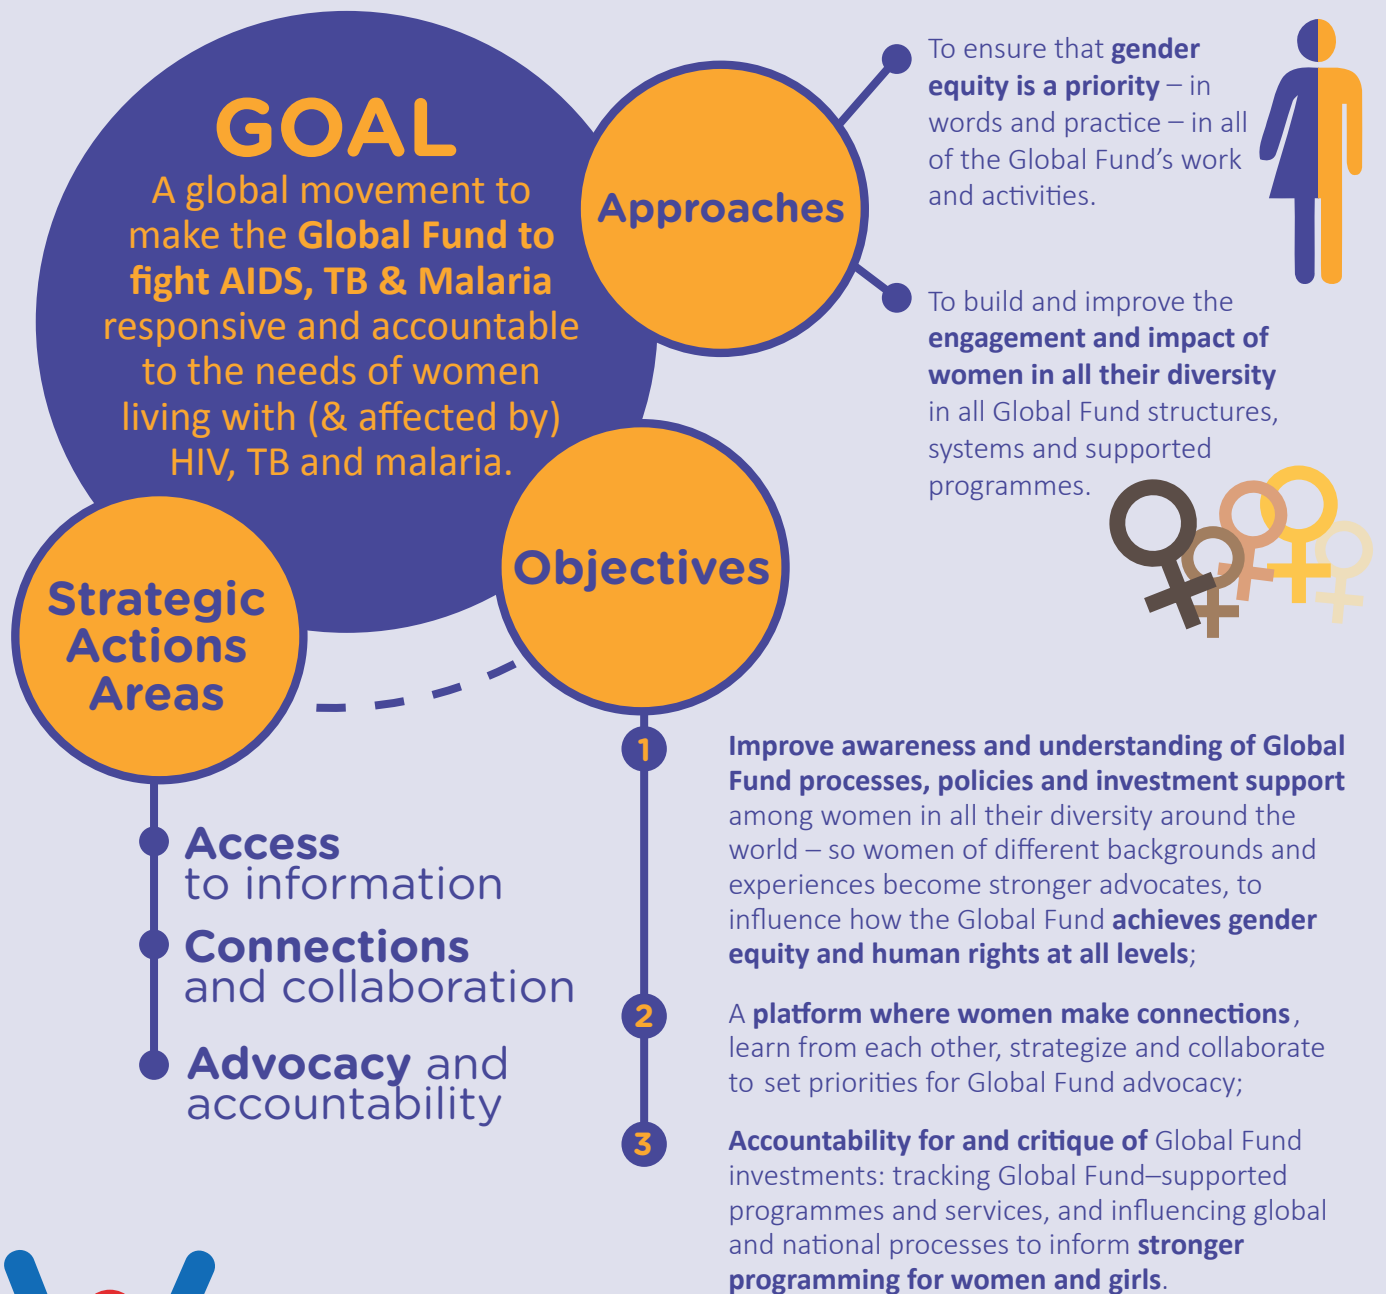 GOAL
A global movement to
make the Global Fund to
fight AIDS, TB & Malaria
responsive and accountable
to the needs of women
living with (& affected by)
HIV, TB and malaria.
Approaches
To ensure that gender
equity is a priority – in
words and practice – in all
of the Global Fund’s work
and activities.
To build and improve the
engagement and impact of
women in all their diversity
in all Global Fund structures,
systems and supported
programmes.
Strategic
Actions
Areas
Access
to information
Connections
and collaboration
Advocacy and
accountability
Objectives
1
Improve awareness and understanding of Global
Fund processes, policies and investment support
among women in all their diversity around the
world – so women of different backgrounds and
experiences become stronger advocates, to
influence how the Global Fund achieves gender
equity and human rights at all levels;
2
A platform where women make connections,
learn from each other, strategize and collaborate
to set priorities for Global Fund advocacy;
3
Accountability for and critique of Global Fund
investments: tracking Global Fund–supported
programmes and services, and influencing global
and national processes to inform stronger
programming for women and girls.